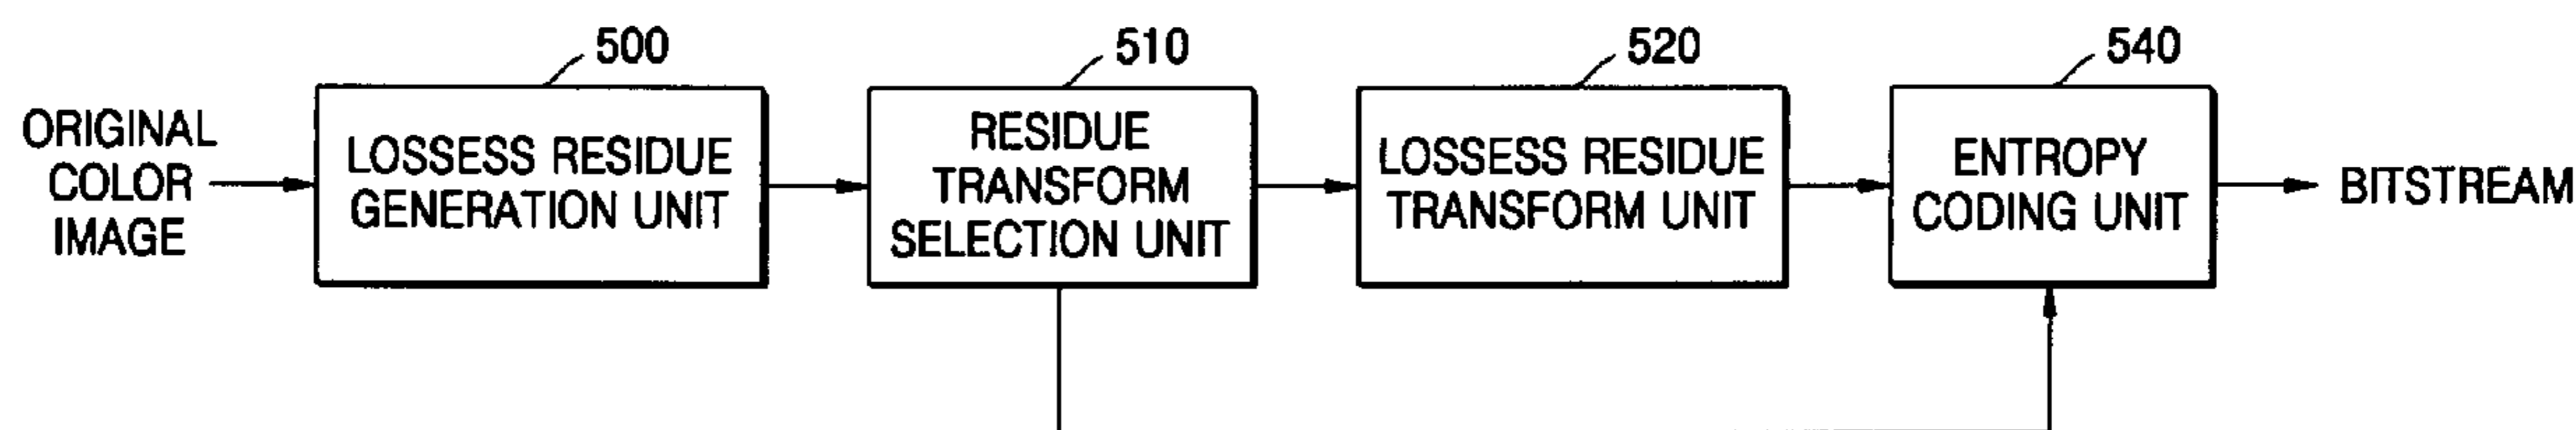 500
510
520
540
ORIGINAL
COLOR
IMAGE
LOSSESS RESIDUE
GENERATION UNIT
RESIDUE
TRANSFORM
SELECTION UNIT
LOSSESS RESIDUE
TRANSFORM UNIT
ENTROPY
CODING UNIT
BITSTREAM